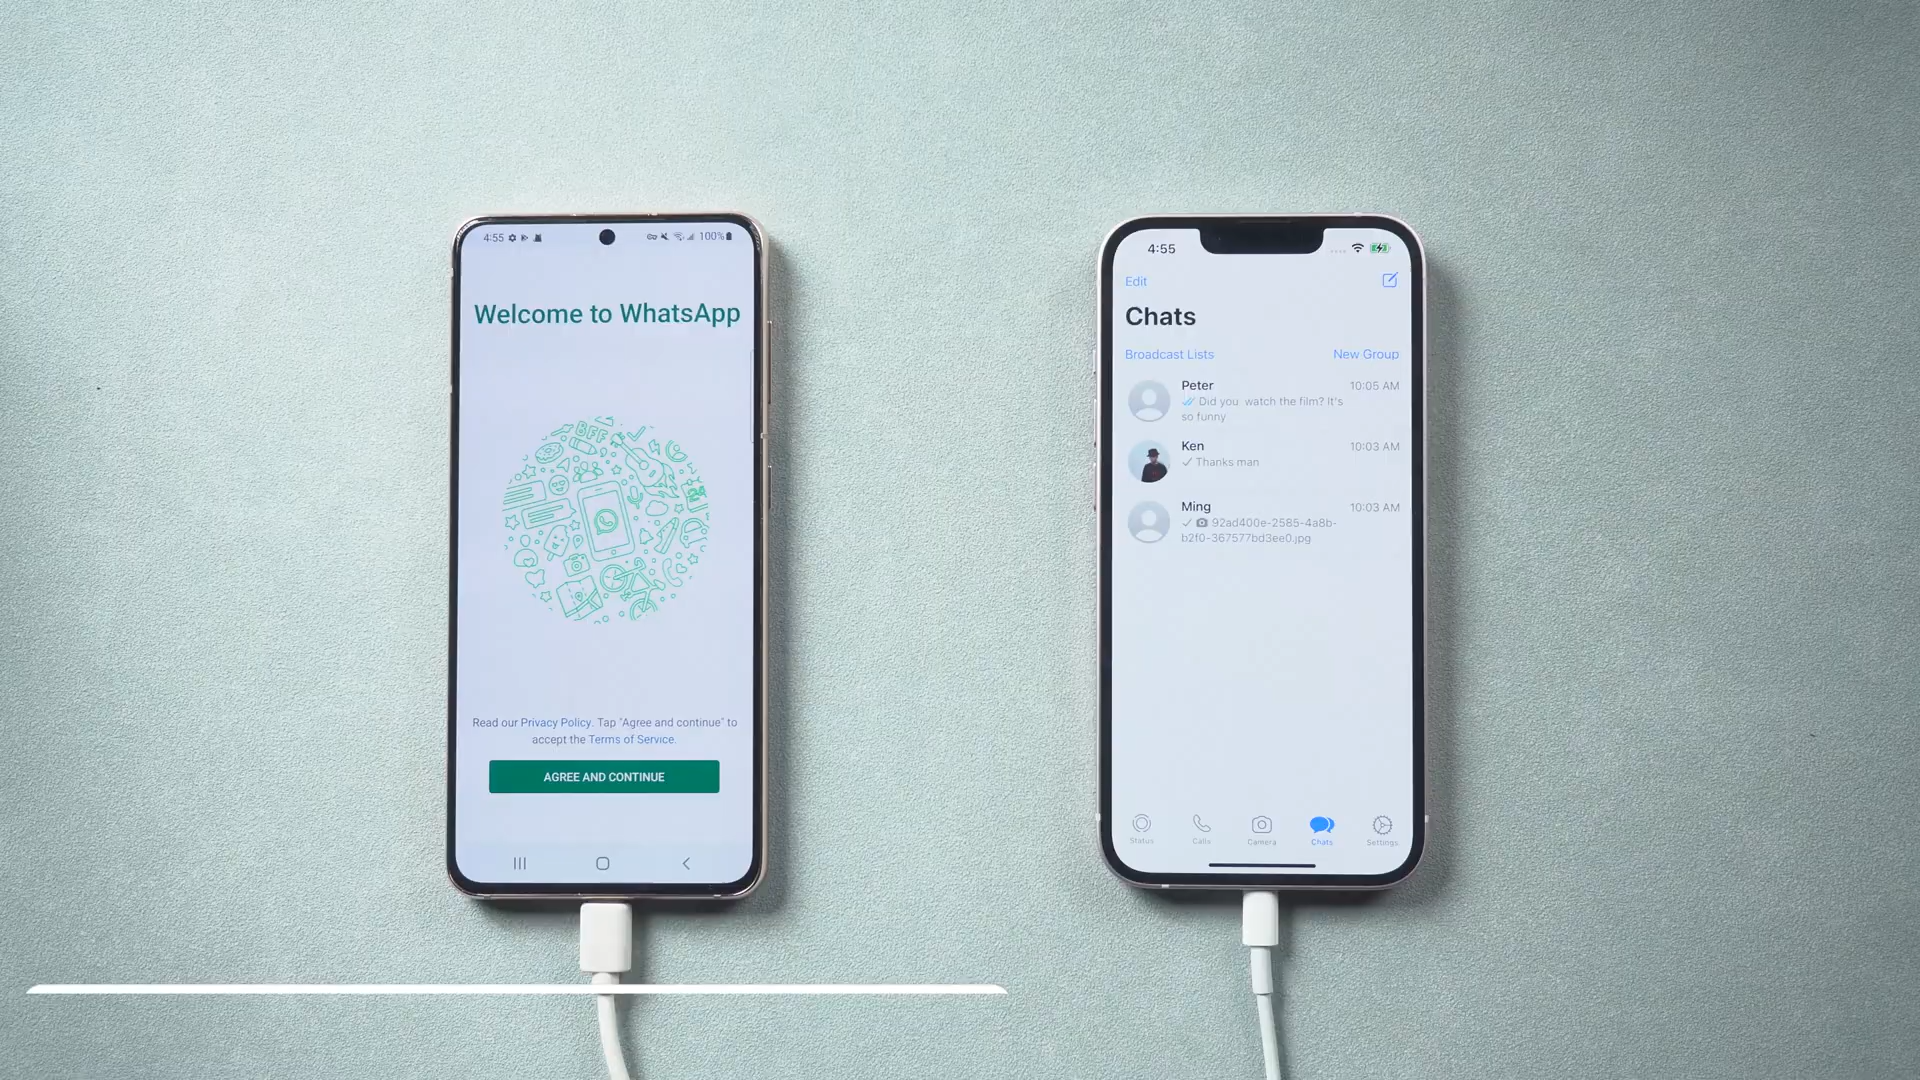 4:55
100%
Welcome to WhatsApp
BFF
Read our Privacy Policy. Tap "Agree and continue" to
accept the Terms of Service.
AGREE AND CONTINUE
4:55
Edit
Chats
Broadcast Lists
New Group
Peter
10:05 AM
Did you watch the film? It's
so funny
Ken
10:03 AM
Thanks man
Ming
10:03 AM
92ad400e-2585-4a8b-
b2f0-367577bd3ee0.jpg
Status
Calls
Camera
Chats
Settings